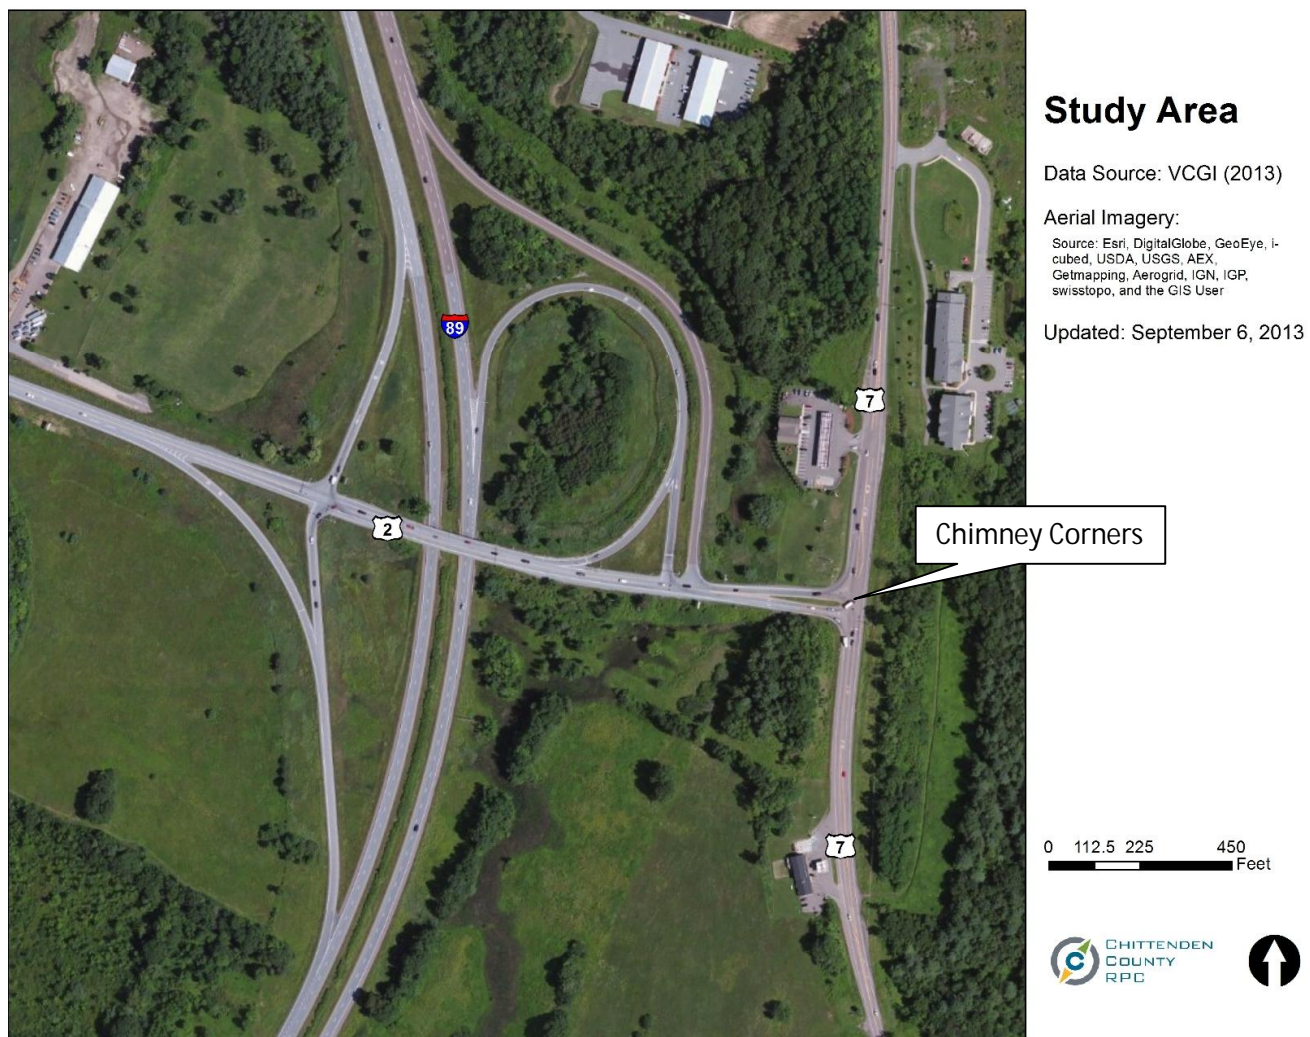 Study Area
Data Source: VCGI (2013)
Aerial Imagery:
Source: Esri, DigitalGlobe, GeoEye, i-
cubed, USDA, USGS, AEX,
Getmapping, Aerogrid, IGN, IGP,
swisstopo, and the GIS User
Updated: September 6, 2013
89
7
2
Chimney Corners
7
0 112.5 225 450
Feet
C
CHITTENDEN
COUNTY
RPC